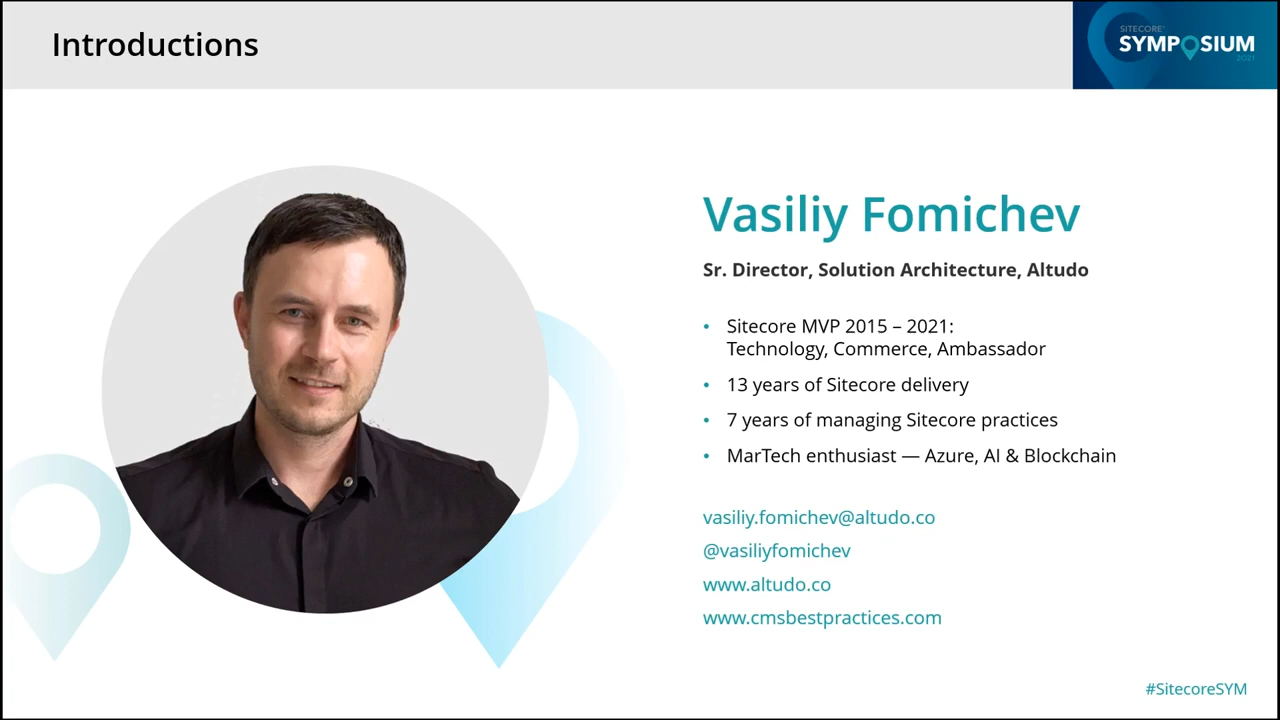 Introductions
SITECORE
SYMPOSIUM
2021
Vasiliy Fomichev
Sr. Director, Solution Architecture, Altudo
• Sitecore MVP 2015 – 2021:
Technology, Commerce, Ambassador
• 13 years of Sitecore delivery
• 7 years of managing Sitecore practices
• MarTech enthusiast — Azure, AI & Blockchain
vasiliy.fomichev@altudo.co
@vasiliyfomichev
www.altudo.co
www.cmsbestpractices.com
#SitecoreSYM